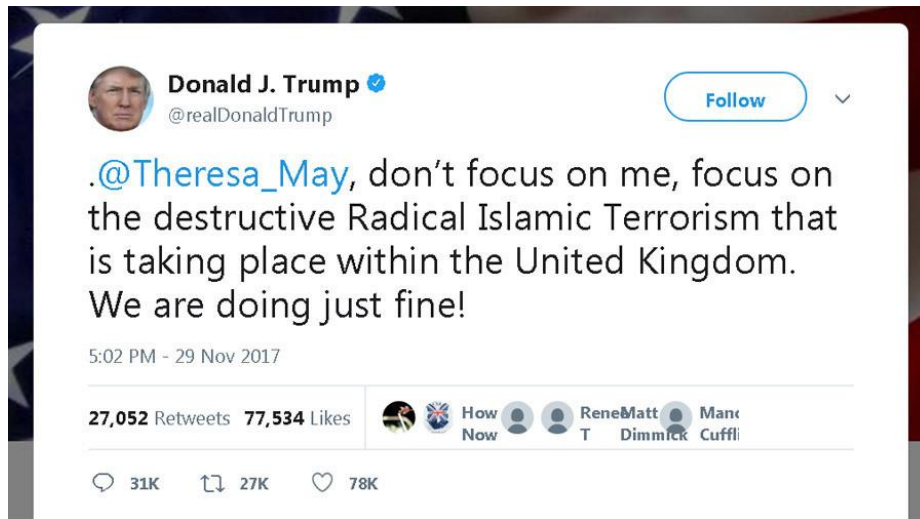 Donald J. Trump
@realDonaldTrump
Follow
.@Theresa_May, don’t focus on me, focus on
the destructive Radical Islamic Terrorism that
is taking place within the United Kingdom.
We are doing just fine!
5:02 PM - 29 Nov 2017
27,052 Retweets 77,534 Likes
How Now
Renee T
Matt Dimmick
31K 27K 78K